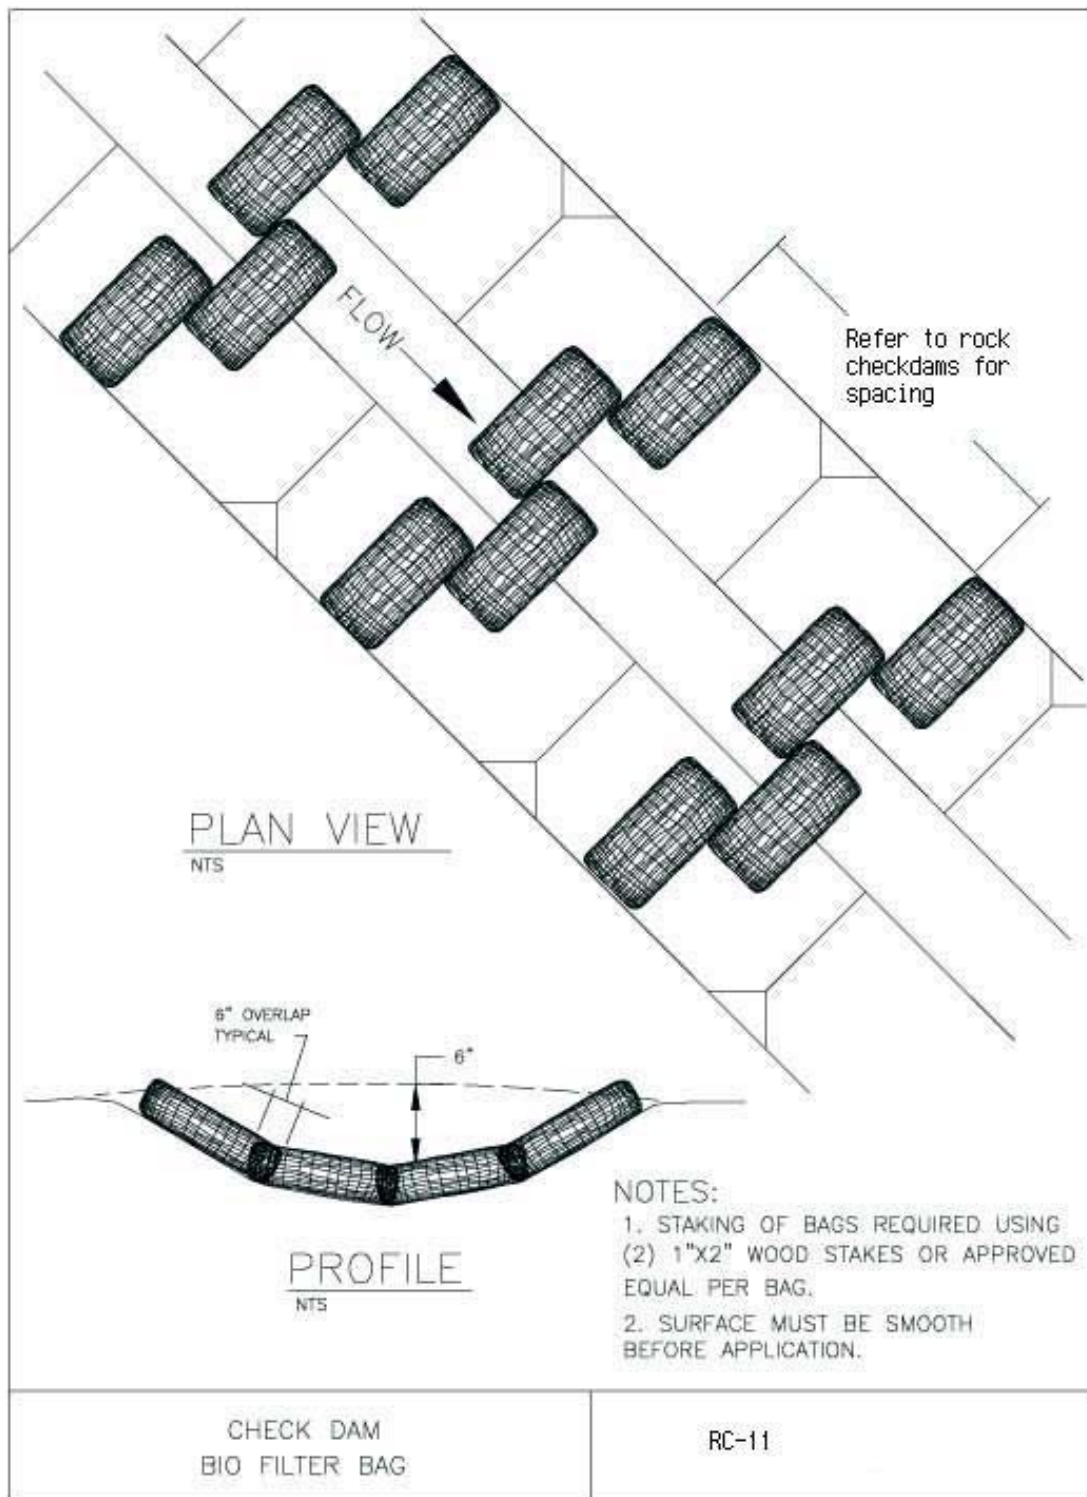 FLOW
Refer to rock
checkdams for
spacing
PLAN VIEW
NTS
6" OVERLAP
TYPICAL
6"
PROFILE
NTS
NOTES:
1. STAKING OF BAGS REQUIRED USING
(2) 1"X2" WOOD STAKES OR APPROVED
EQUAL PER BAG.
2. SURFACE MUST BE SMOOTH
BEFORE APPLICATION.
CHECK DAM
BIO FILTER BAG
RC-11